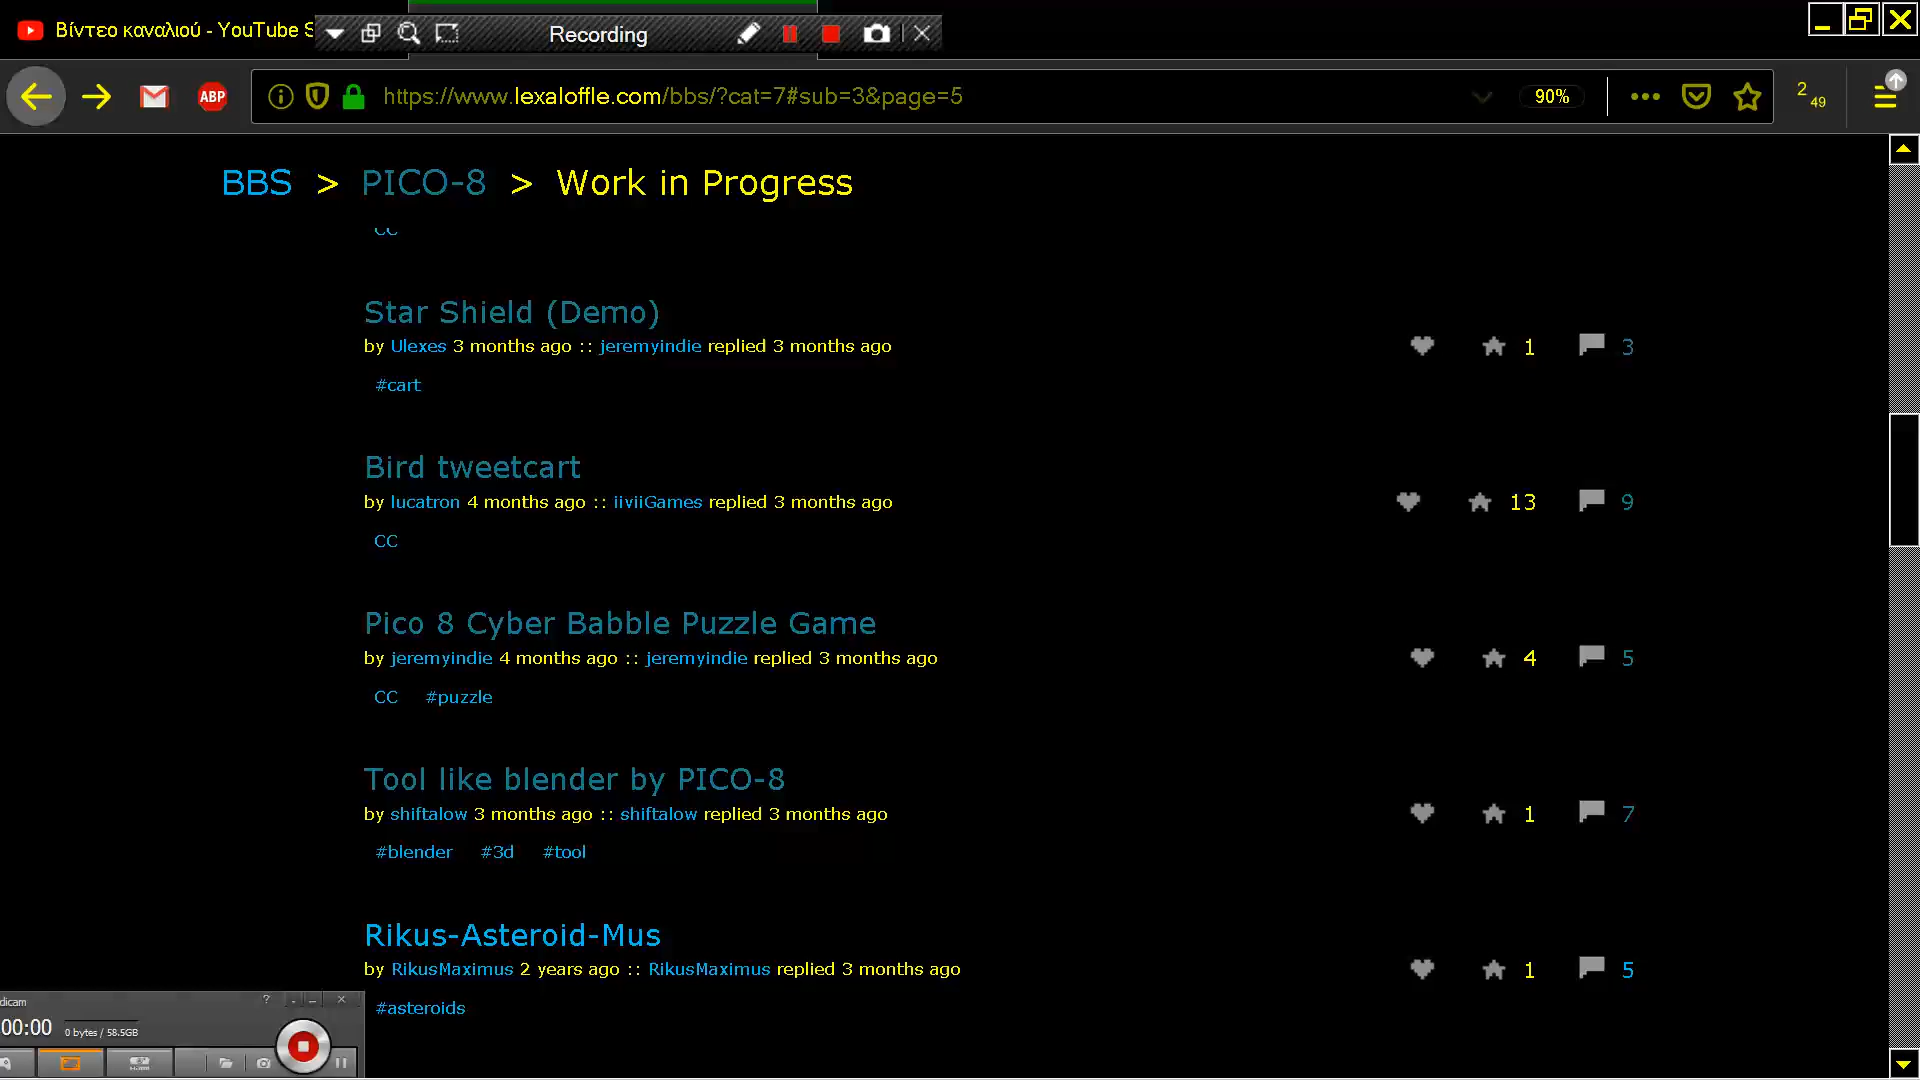 Βίντεο καναλιού - YouTube S
Recording
ABP
https://www.lexaloffle.com/bbs/?cat=7#sub=3&page=5
90%
2
49
BBS > PICO-8 > Work in Progress
CC
Star Shield (Demo)
by Ulexes 3 months ago :: jeremyindie replied 3 months ago
1
3
#cart
Bird tweetcart
by lucatron 4 months ago :: iiviiGames replied 3 months ago
13
9
CC
Pico 8 Cyber Babble Puzzle Game
by jeremyindie 4 months ago :: jeremyindie replied 3 months ago
4
5
CC #puzzle
Tool like blender by PICO-8
by shiftalow 3 months ago :: shiftalow replied 3 months ago
1
7
#blender #3d #tool
Rikus-Asteroid-Mus
by RikusMaximus 2 years ago :: RikusMaximus replied 3 months ago
1
5
#asteroids
dicam
00:00
0 bytes / 58.5GB